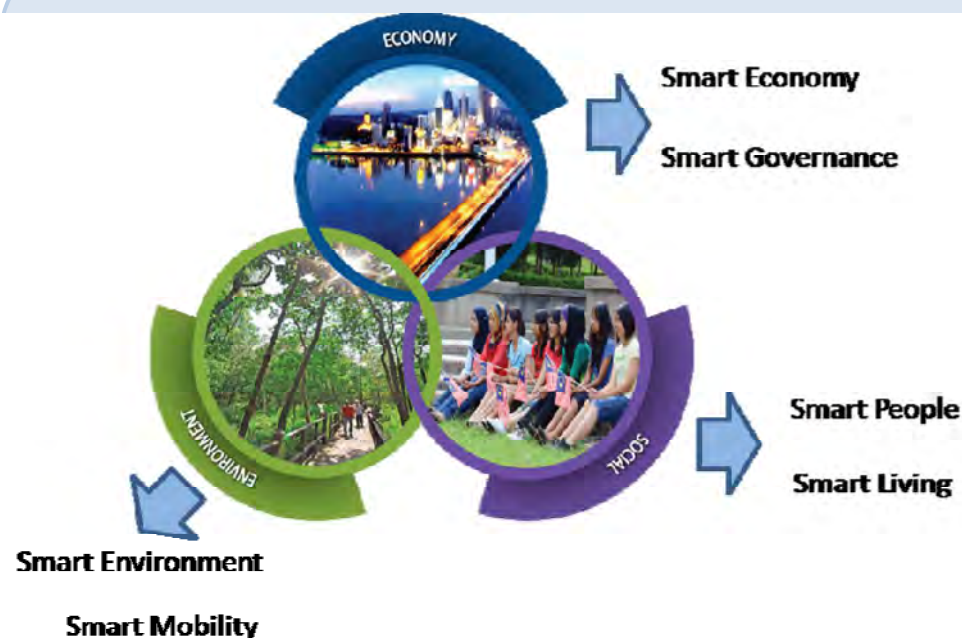 ECONOMY
Smart Economy
Smart Governance
ENVIRONMENT
SOCIAL
Smart People
Smart Living
Smart Environment
Smart Mobility